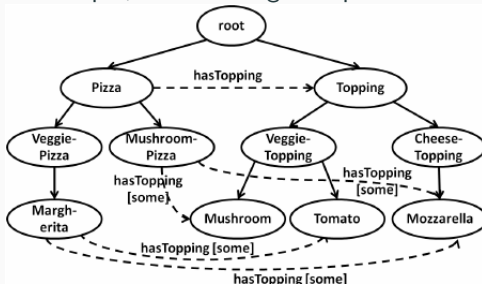 root
hasTopping
Pizza
Topping
Veggie-
Pizza
Mushroom-
Pizza
Veggie-
Topping
Cheese-
Topping
hasTopping
[some]
hasTopping
[some]
Margh-
erita
Mushroom
Tomato
Mozzarella
hasTopping [some]
hasTopping [some]